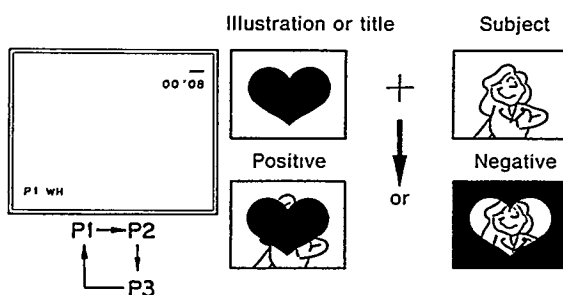 Illustration or title
Subject
00'08
+
P1 WH
Positive
Negative
or
P1 → P2
P3